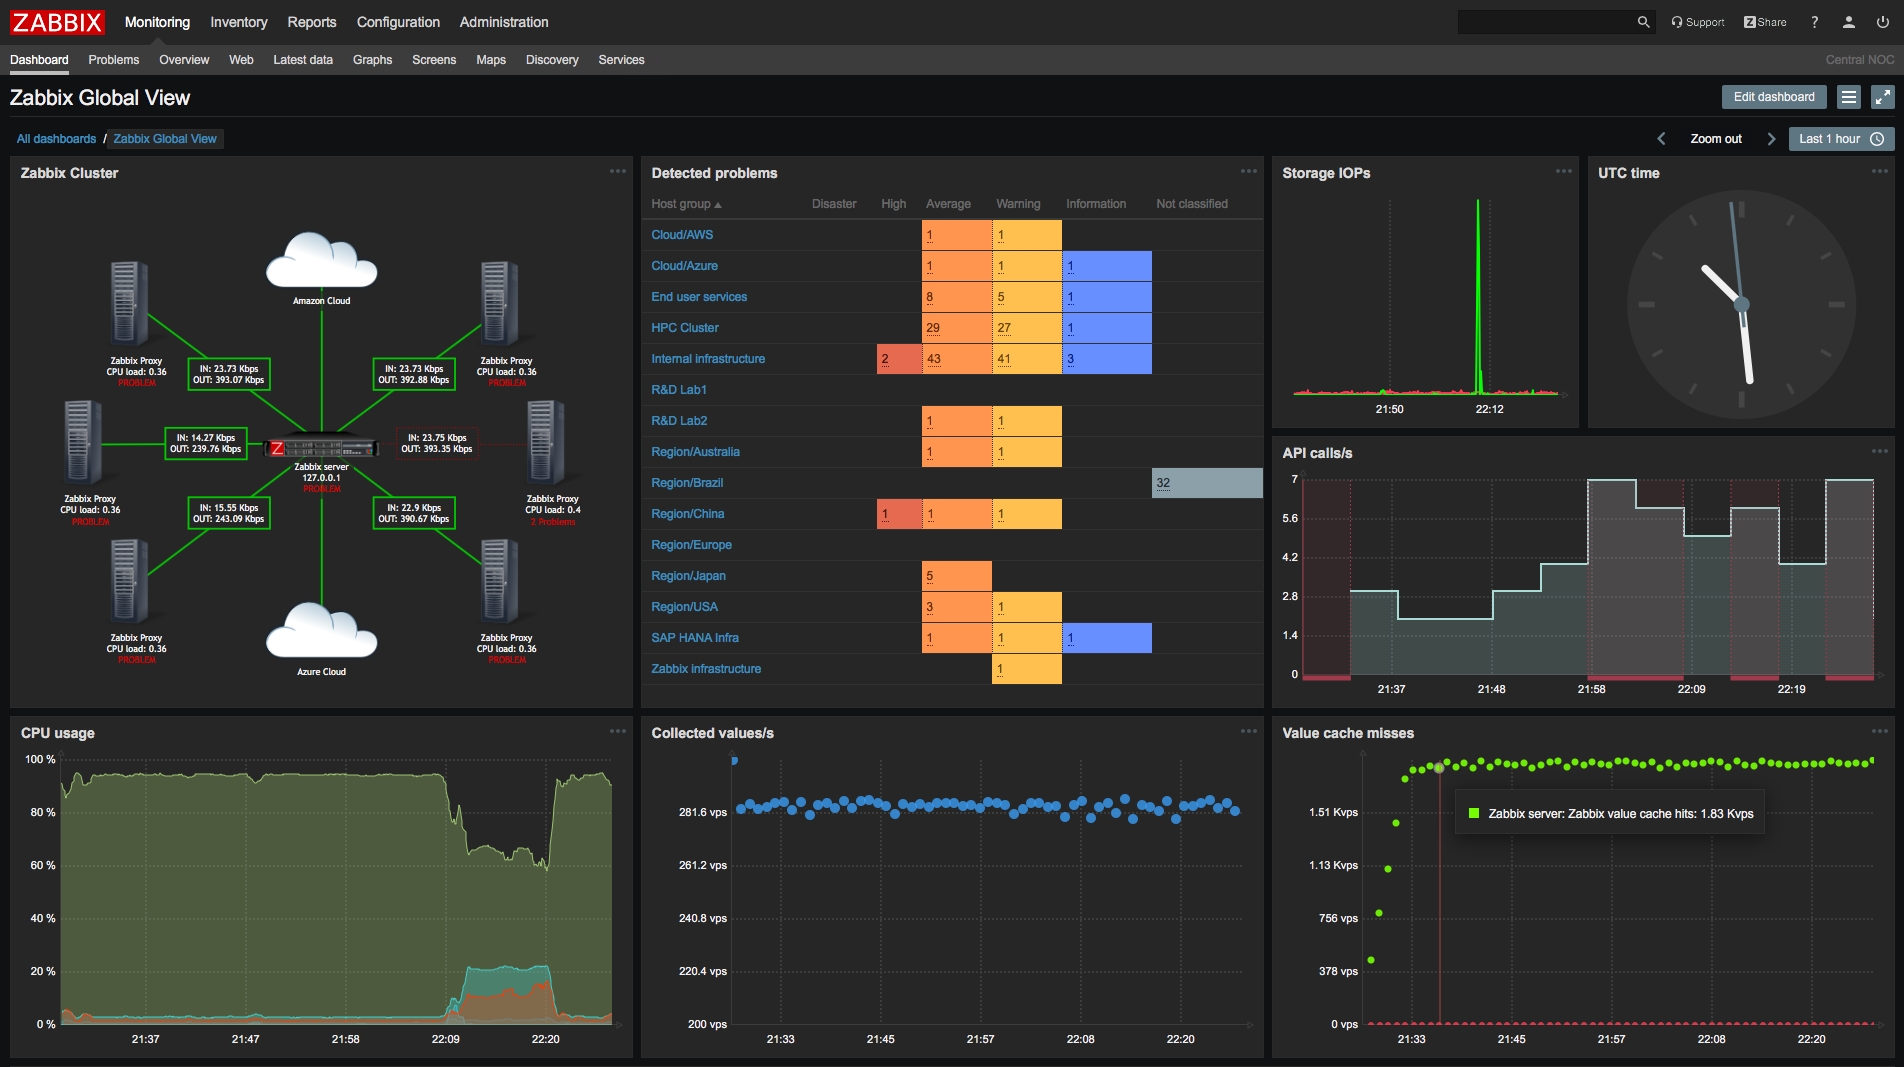 ZABBIX Monitoring Inventory Reports Configuration Administration Support Z Share ?
Dashboard Problems Overview Web Latest data Graphs Screens Maps Discovery Services Central NOC
Zabbix Global View Edit dashboard
All dashboards / Zabbix Global View Zoom out Last 1 hour
Zabbix Cluster
Amazon Cloud
Zabbix Proxy
CPU load: 0.36
PROBLEM
IN: 23.73 Kbps
OUT: 393.07 Kbps
IN: 23.73 Kbps
OUT: 392.88 Kbps
Zabbix Proxy
CPU load: 0.36
PROBLEM
IN: 14.27 Kbps
OUT: 239.76 Kbps
IN: 23.75 Kbps
OUT: 393.35 Kbps
Z
Zabbix server
127.0.0.1
PROBLEM
Zabbix Proxy
CPU load: 0.36
PROBLEM
IN: 15.55 Kbps
OUT: 243.09 Kbps
IN: 22.9 Kbps
OUT: 390.67 Kbps
Zabbix Proxy
CPU load: 0.4
2 Problems
Zabbix Proxy
CPU load: 0.36
PROBLEM
Azure Cloud
Zabbix Proxy
CPU load: 0.36
PROBLEM
Detected problems
Host group Disaster High Average Warning Information Not classified
Cloud/AWS 1 1
Cloud/Azure 1 1 1
End user services 8 5 1
HPC Cluster 29 27 1
Internal infrastructure 2 43 41 3
R&D Lab1
R&D Lab2 1 1
Region/Australia 1 1
Region/Brazil 32
Region/China 1 1 1
Region/Europe
Region/Japan 5
Region/USA 3 1
SAP HANA Infra 1 1 1
Zabbix infrastructure 1
Storage IOPs
21:50 22:12
UTC time
API calls/s
7
5.6
4.2
2.8
1.4
0
21:37 21:48 21:58 22:09 22:19
CPU usage
100 %
80 %
60 %
40 %
20 %
0 %
21:37 21:47 21:58 22:09 22:20
Collected values/s
281.6 vps
261.2 vps
240.8 vps
220.4 vps
200 vps
21:33 21:45 21:57 22:08 22:20
Value cache misses
Zabbix server: Zabbix value cache hits: 1.83 Kvps
1.51 Kvps
1.13 Kvps
756 vps
378 vps
0 vps
21:33 21:45 21:57 22:08 22:20